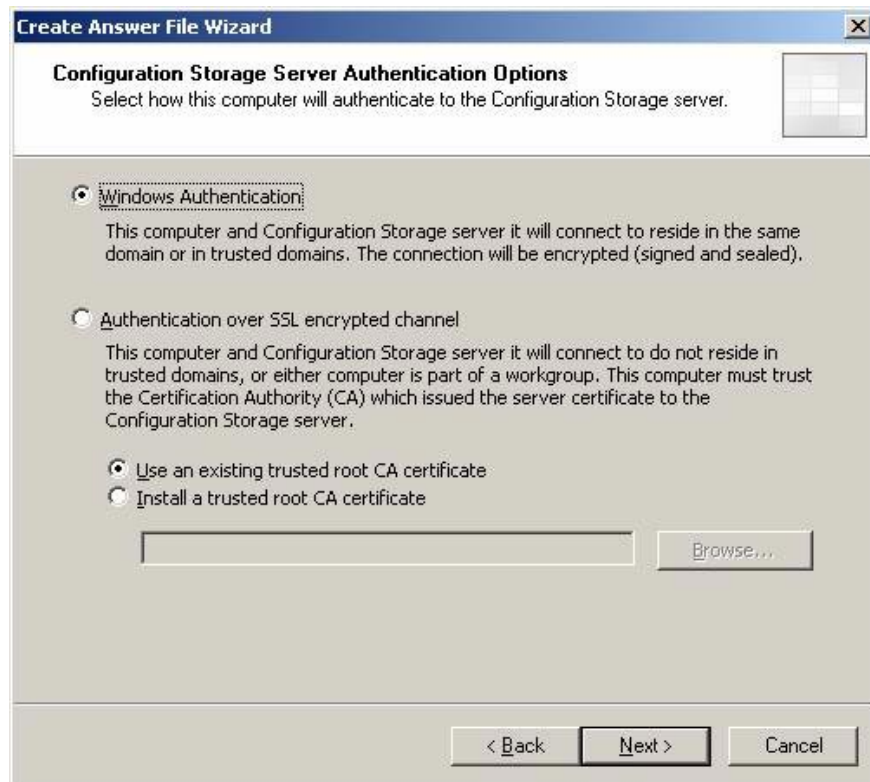 Create Answer File Wizard
Configuration Storage Server Authentication Options
Select how this computer will authenticate to the Configuration Storage server.
Windows Authentication
This computer and Configuration Storage server it will connect to reside in the same
domain or in trusted domains. The connection will be encrypted (signed and sealed).
Authentication over SSL encrypted channel
This computer and Configuration Storage server it will connect to do not reside in
trusted domains, or either computer is part of a workgroup. This computer must trust
the Certification Authority (CA) which issued the server certificate to the
Configuration Storage server.
Use an existing trusted root CA certificate
Install a trusted root CA certificate
Browse...
< Back
Next >
Cancel